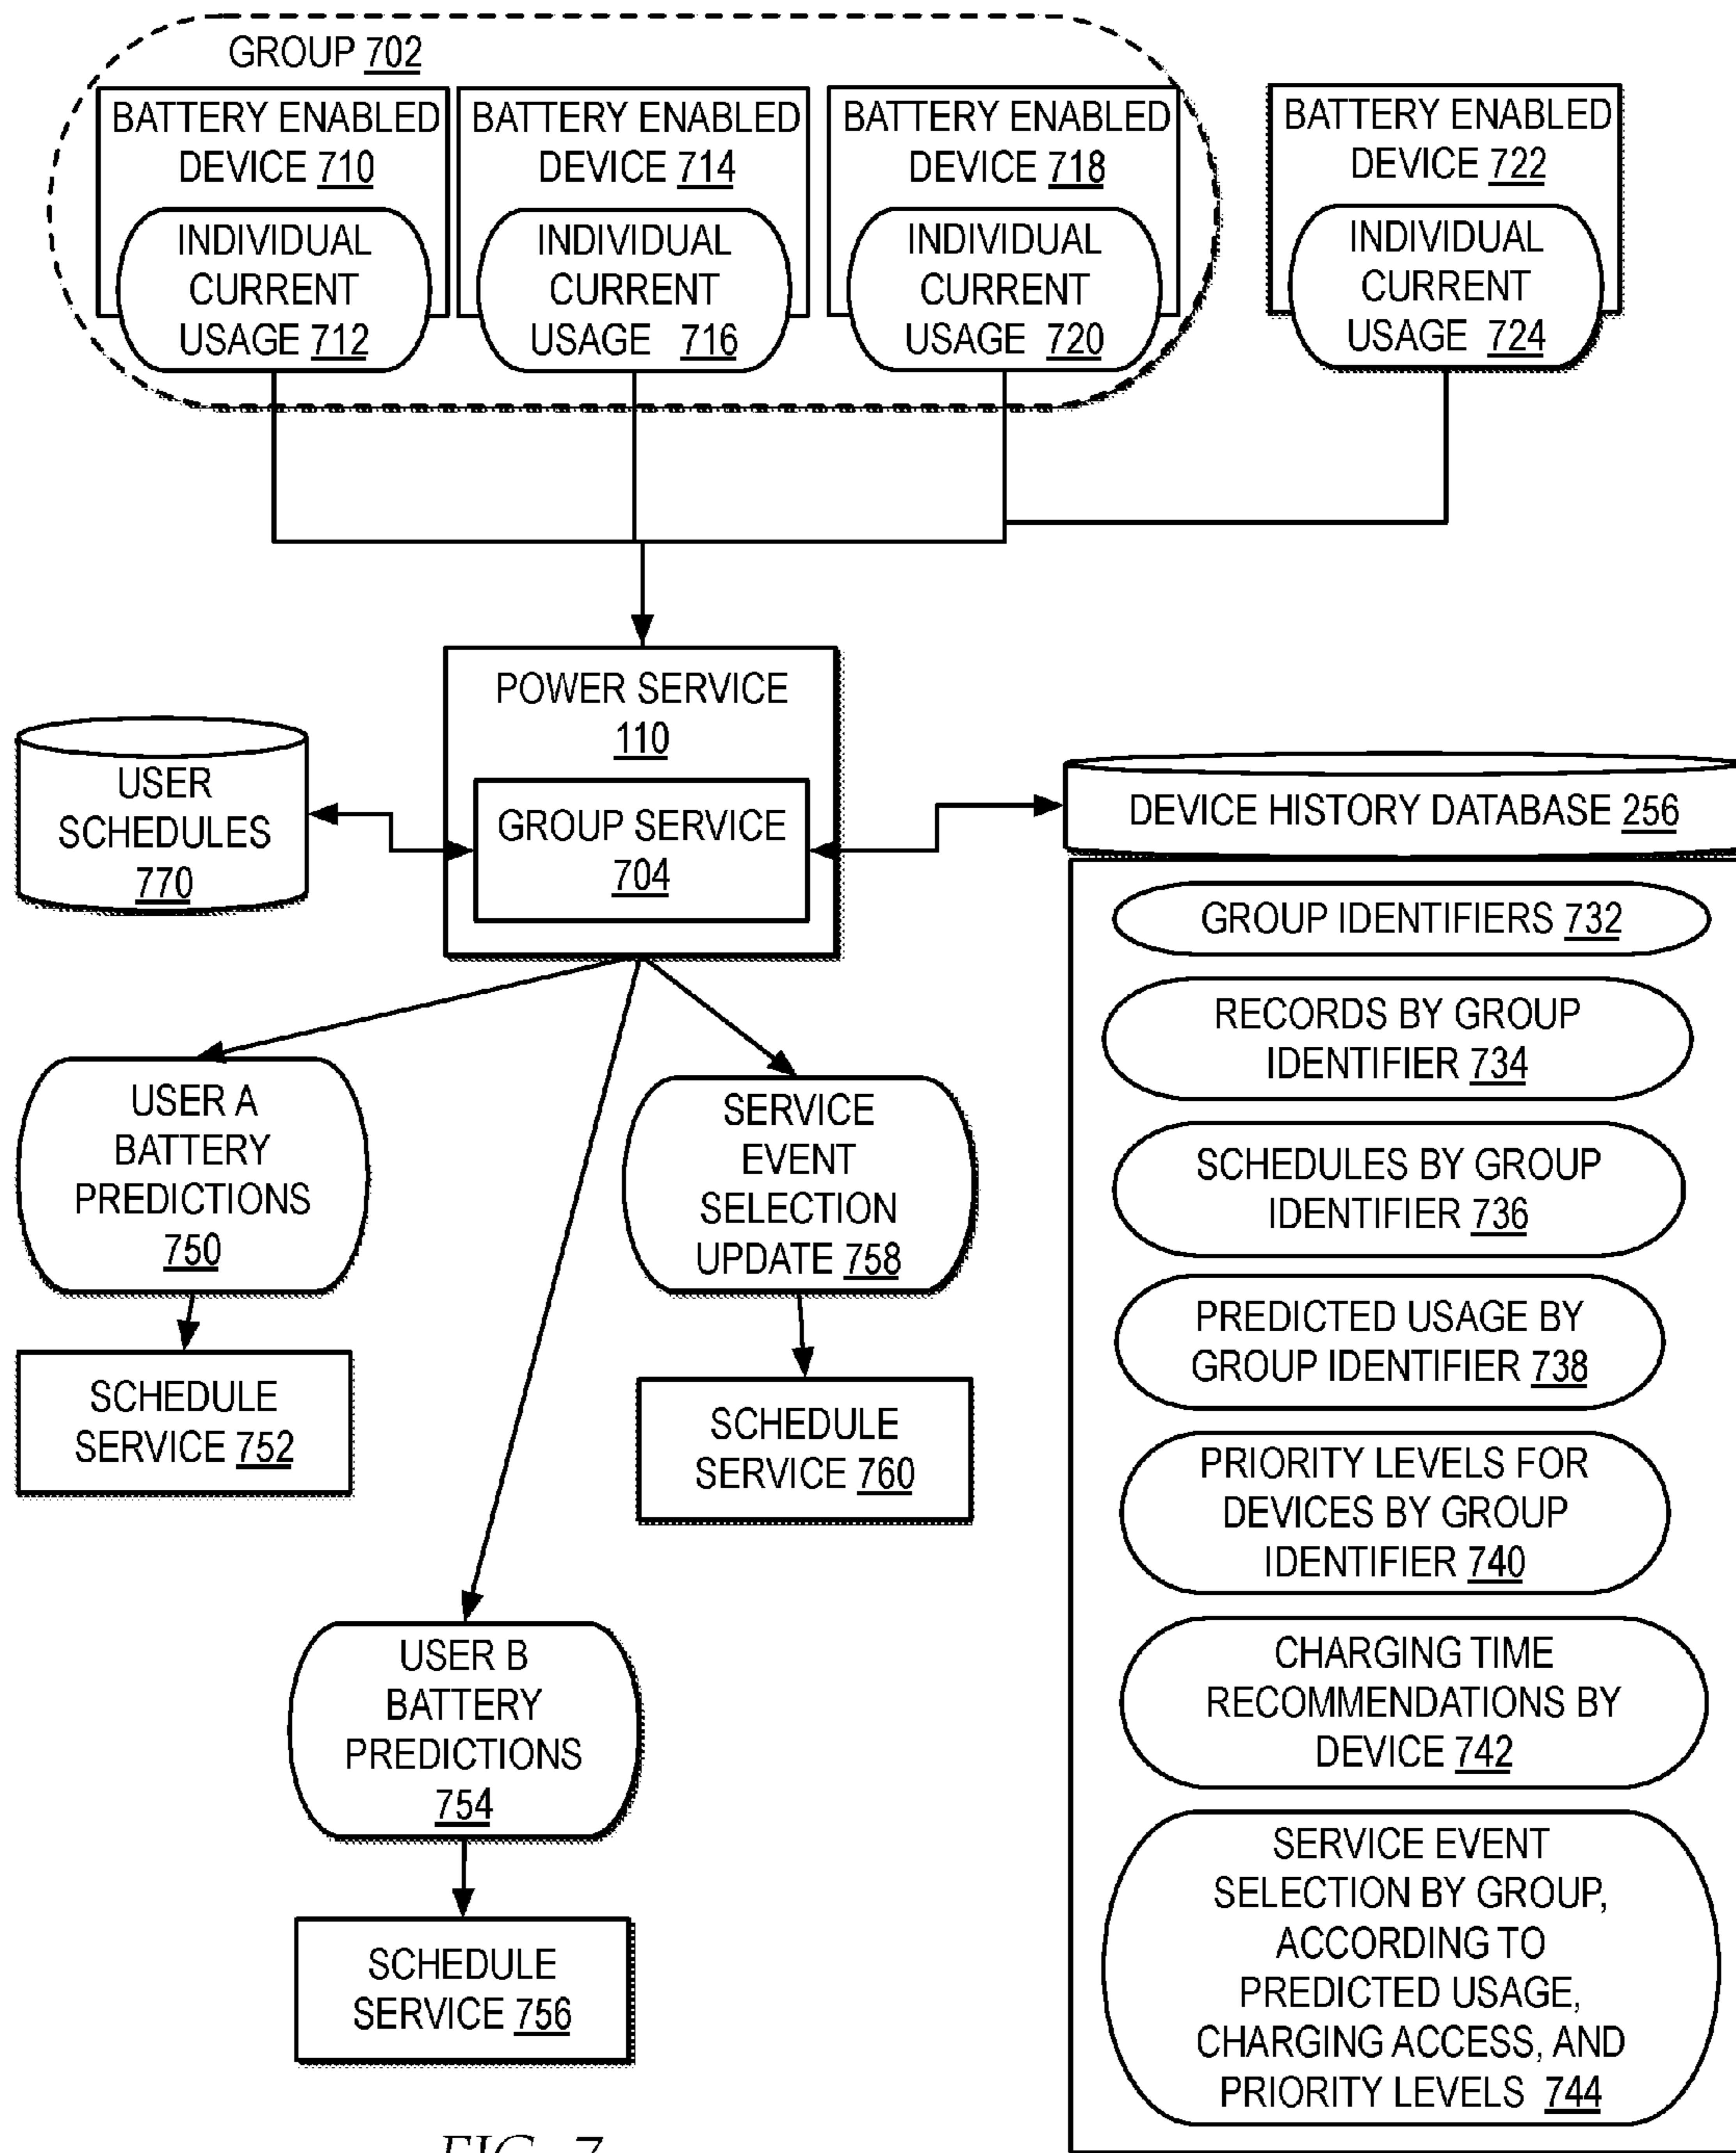 GROUP 702
BATTERY ENABLED
DEVICE 710
INDIVIDUAL
CURRENT
USAGE 712
BATTERY ENABLED
DEVICE 714
INDIVIDUAL
CURRENT
USAGE 716
BATTERY ENABLED
DEVICE 718
INDIVIDUAL
CURRENT
USAGE 720
BATTERY ENABLED
DEVICE 722
INDIVIDUAL
CURRENT
USAGE 724
POWER SERVICE
110
GROUP SERVICE
704
USER
SCHEDULES
770
DEVICE HISTORY DATABASE 256
GROUP IDENTIFIERS 732
RECORDS BY GROUP
IDENTIFIER 734
SCHEDULES BY GROUP
IDENTIFIER 736
PREDICTED USAGE BY
GROUP IDENTIFIER 738
PRIORITY LEVELS FOR
DEVICES BY GROUP
IDENTIFIER 740
CHARGING TIME
RECOMMENDATIONS BY
DEVICE 742
SERVICE EVENT
SELECTION BY GROUP,
ACCORDING TO
PREDICTED USAGE,
CHARGING ACCESS, AND
PRIORITY LEVELS 744
USER A
BATTERY
PREDICTIONS
750
SCHEDULE
SERVICE 752
SERVICE
EVENT
SELECTION
UPDATE 758
SCHEDULE
SERVICE 760
USER B
BATTERY
PREDICTIONS
754
SCHEDULE
SERVICE 756
FIG. 7